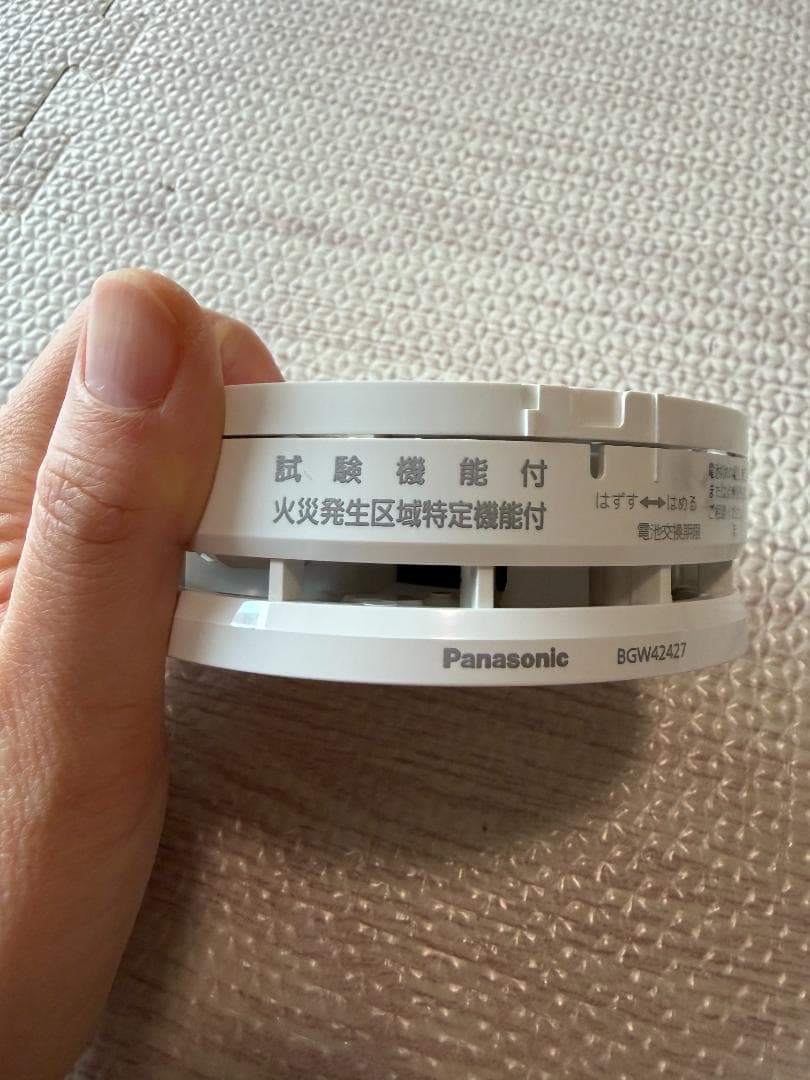 試験機能付
火災発生区域特定機能付
はずす⟷はめる
電池交換期限
Panasonic BGW42427